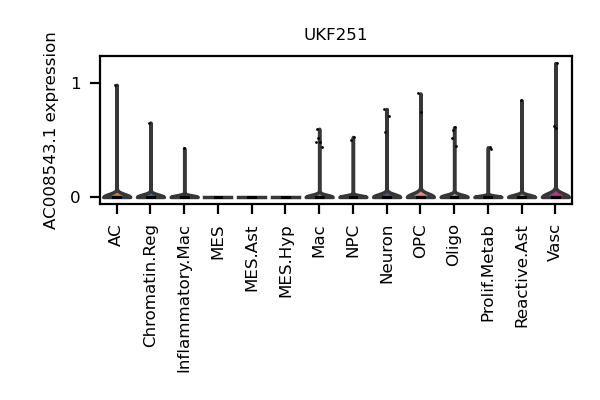 UKF251
AC008543.1 expression
1
0
AC
Chromatin.Reg
Inflammatory.Mac
MES
MES.Ast
MES.Hyp
Mac
NPC
Neuron
OPC
Oligo
Prolif.Metab
Reactive.Ast
Vasc